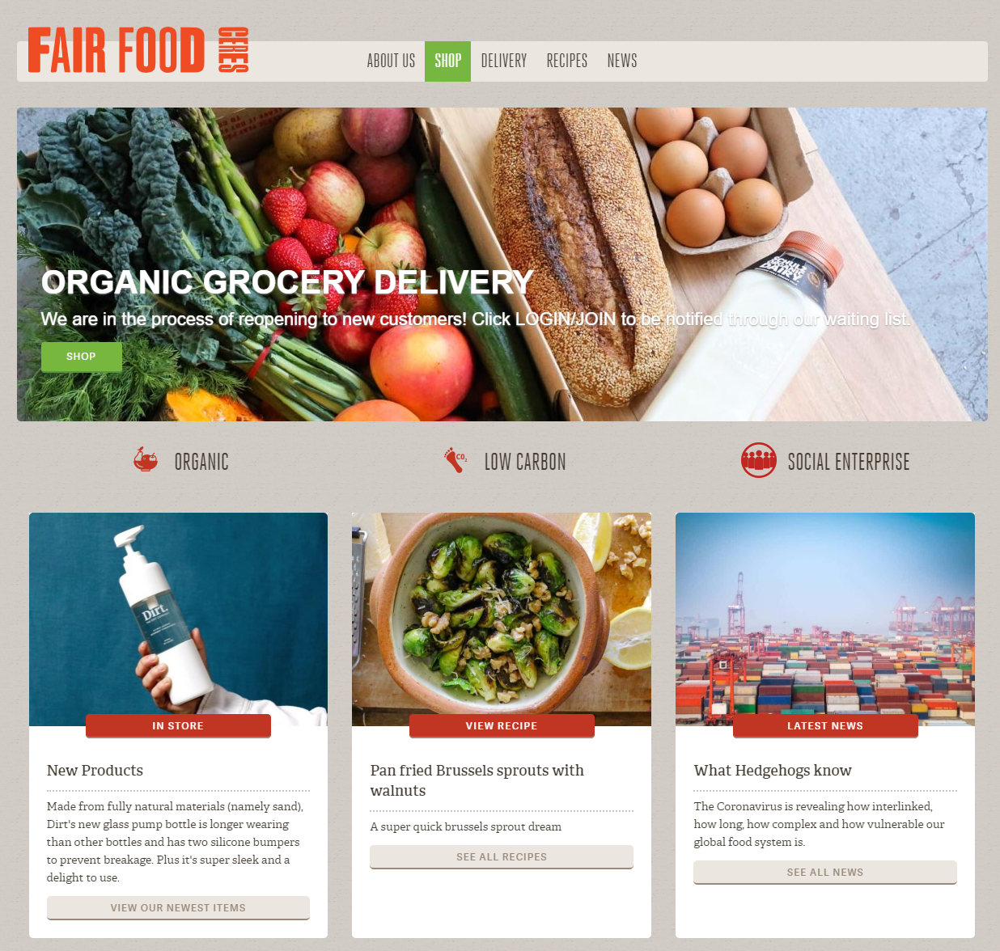 FAIR FOOD CERES
ABOUT US SHOP DELIVERY RECIPES NEWS
ORGANIC GROCERY DELIVERY
We are in the process of reopening to new customers! Click LOGIN/JOIN to be notified through our waiting list.
SHOP
ORGANIC
CO2
LOW CARBON
SOCIAL ENTERPRISE
Dirt.
IN STORE
VIEW RECIPE
LATEST NEWS
New Products
Made from fully natural materials (namely sand),
Dirt's new glass pump bottle is longer wearing
than other bottles and has two silicone bumpers
to prevent breakage. Plus it's super sleek and a
delight to use.
VIEW OUR NEWEST ITEMS
Pan fried Brussels sprouts with
walnuts
A super quick brussels sprout dream
SEE ALL RECIPES
What Hedgehogs know
The Coronavirus is revealing how interlinked,
how long, how complex and how vulnerable our
global food system is.
SEE ALL NEWS